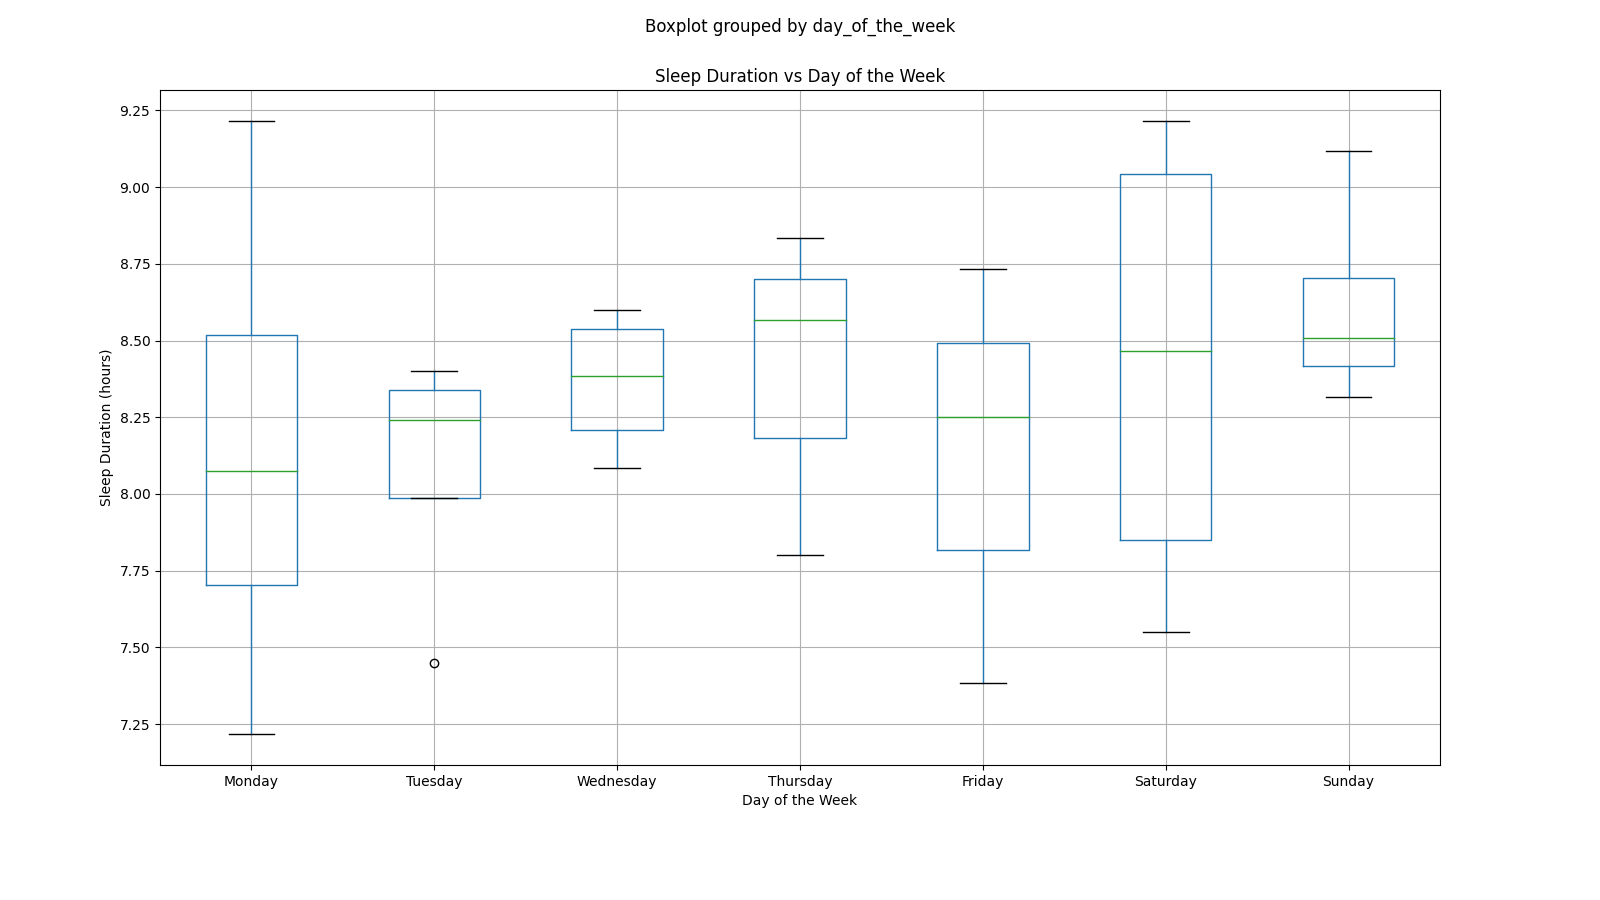 Boxplot grouped by day_of_the_week
Sleep Duration vs Day of the Week
9.25
9.00
8.75
8.50
8.25
8.00
7.75
7.50
7.25
Sleep Duration (hours)
Monday Tuesday Wednesday Thursday Friday Saturday Sunday
Day of the Week